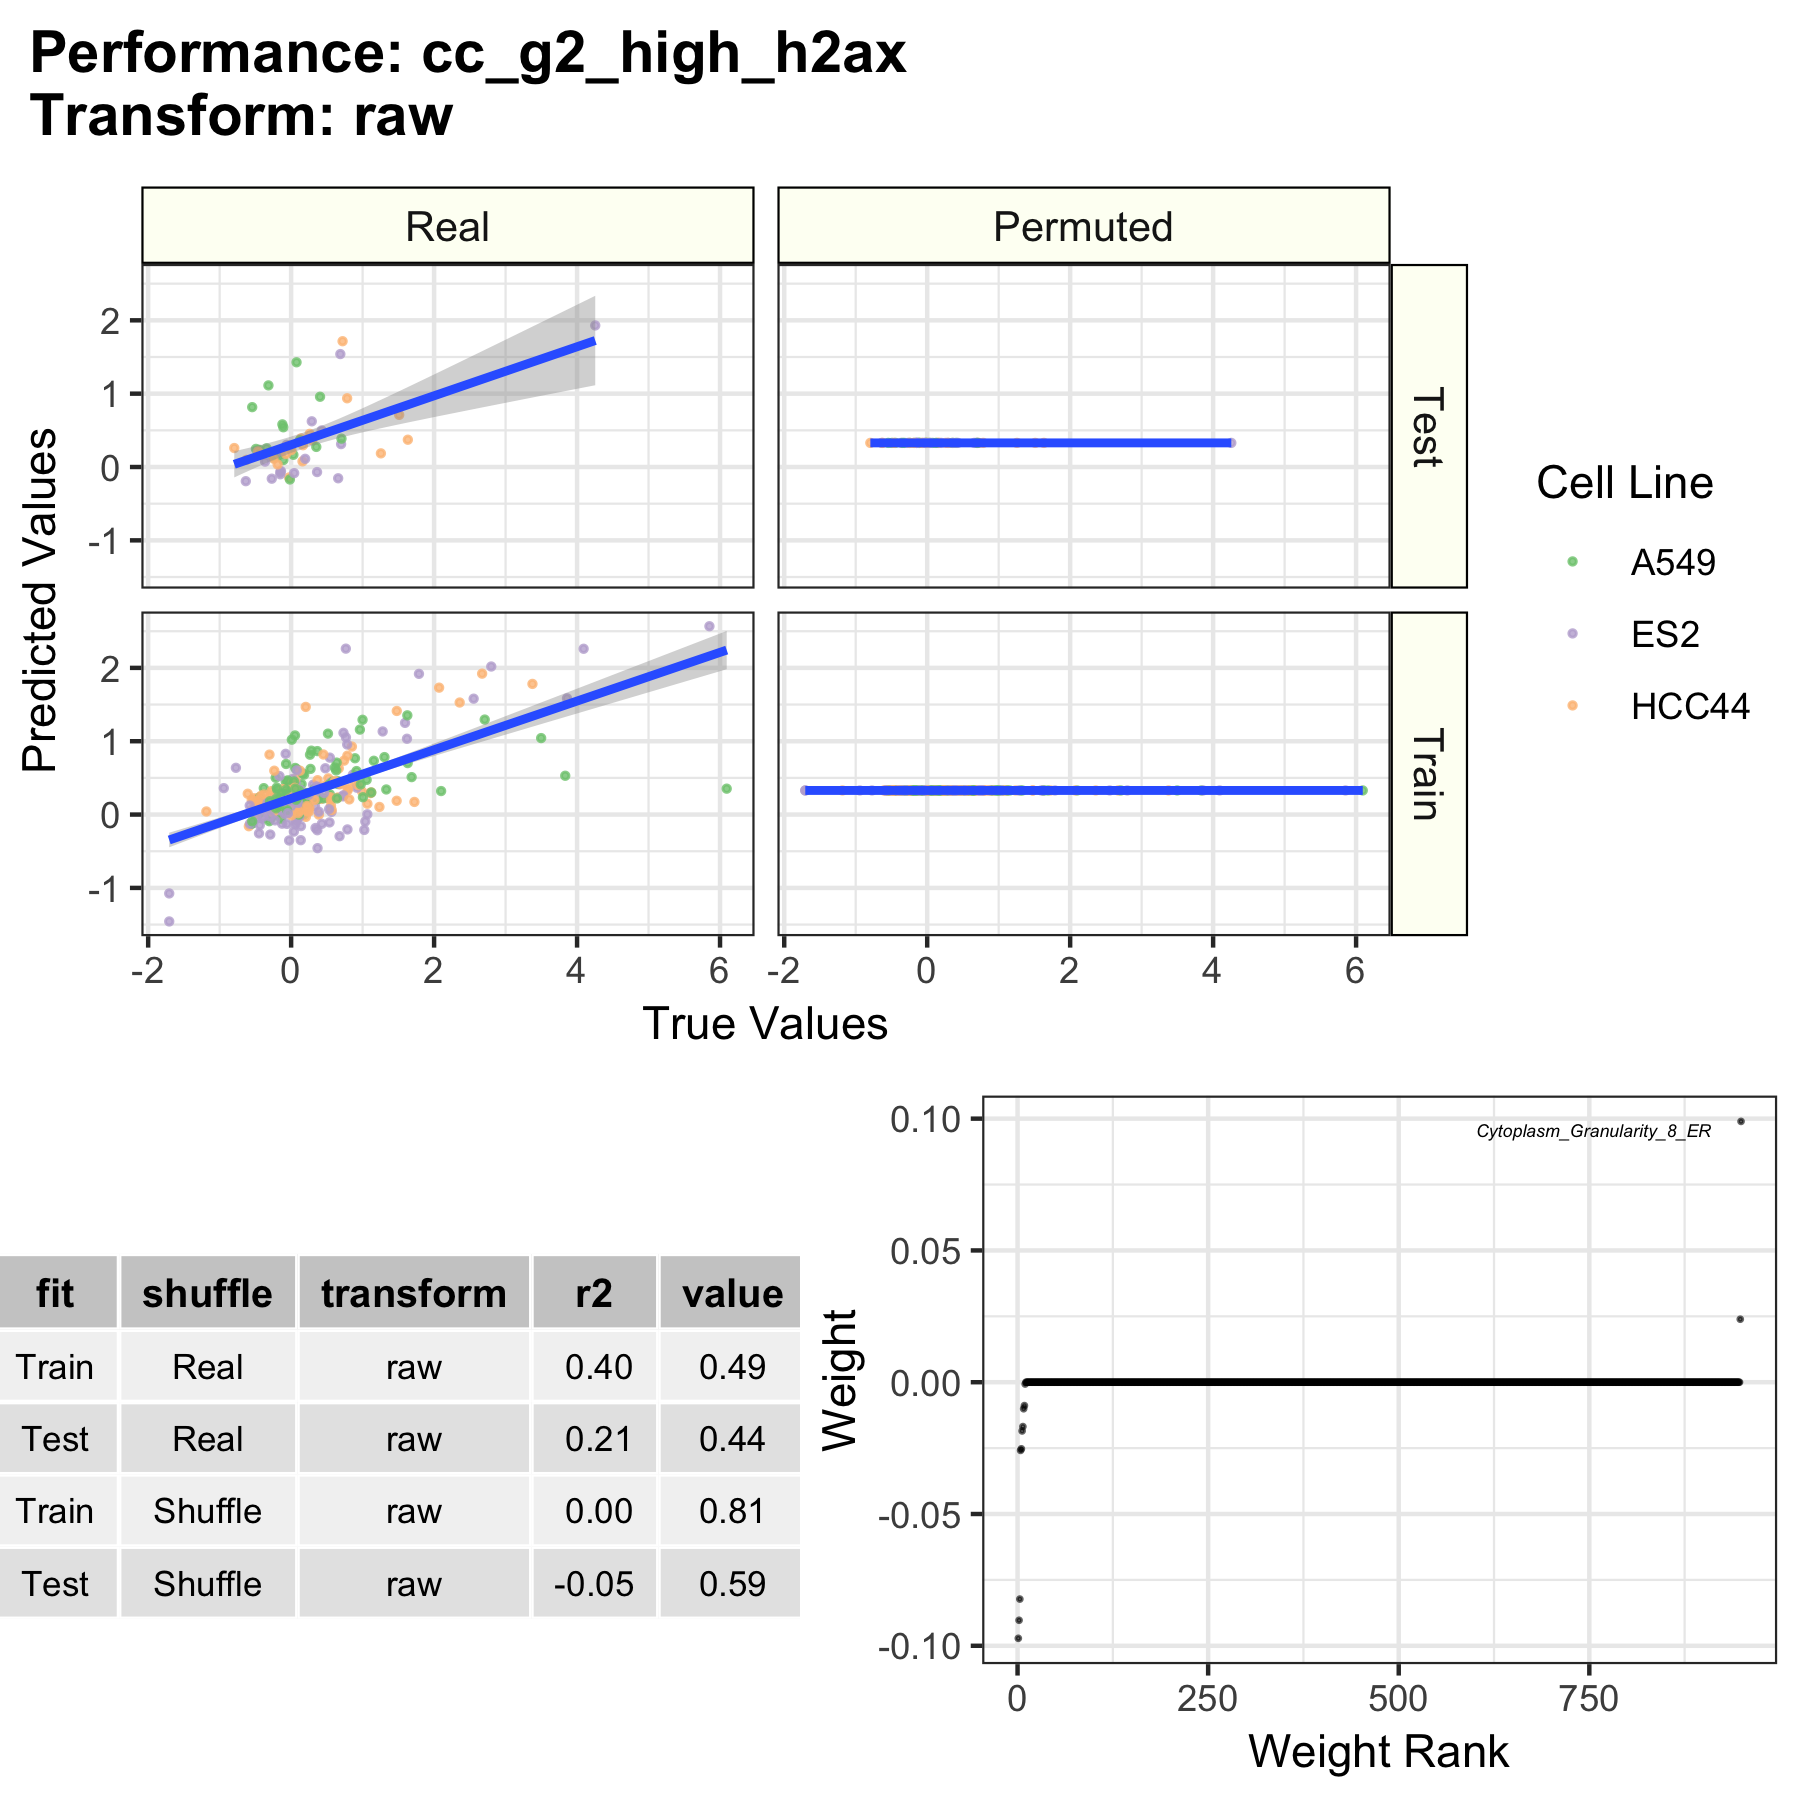 Performance: cc_g2_high_h2ax
Transform: raw
Real
Permuted
2
1
0
-1
Test
2
1
0
-1
Train
-2
0
2
4
6
-2
0
2
4
6
Predicted Values
True Values
Cell Line
A549
ES2
HCC44
fit shuffle transform r2 value
Train Real raw 0.40 0.49
Test Real raw 0.21 0.44
Train Shuffle raw 0.00 0.81
Test Shuffle raw -0.05 0.59
0.10
0.05
0.00
-0.05
-0.10
Cytoplasm_Granularity_8_ER
Weight
0
250
500
750
Weight Rank